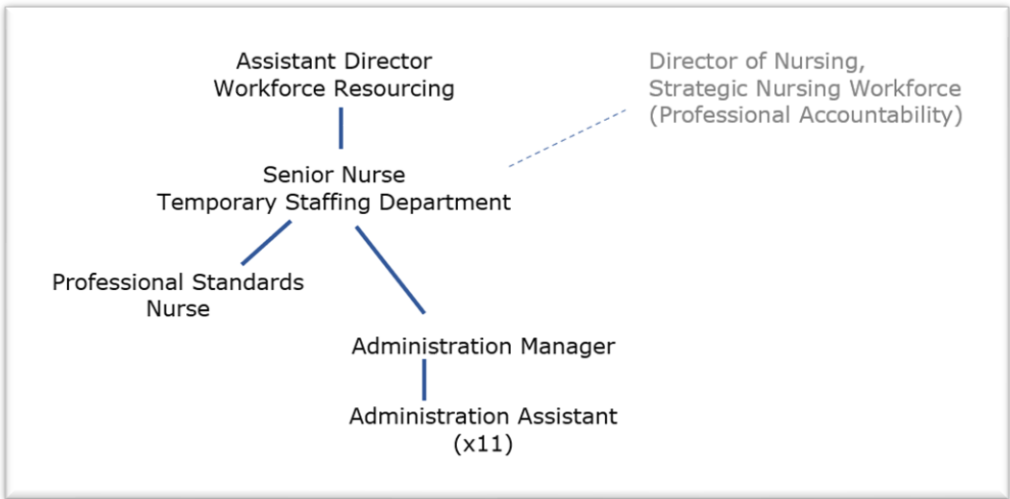 Assistant Director
Workforce Resourcing
Director of Nursing,
Strategic Nursing Workforce
(Professional Accountability)
Senior Nurse
Temporary Staffing Department
Professional Standards
Nurse
Administration Manager
Administration Assistant
(x11)